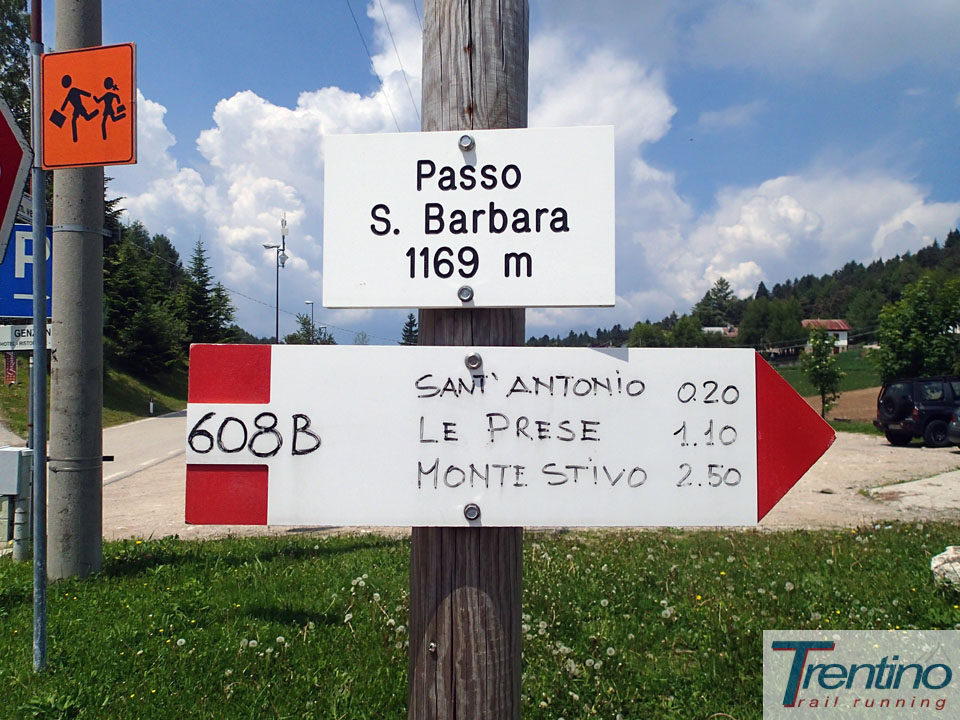 Passo
S. Barbara
1169 m
608B
SANT'ANTONIO 0.20
LE PRESE 1.10
MONTE STIVO 2.50
P
Trentino
Trail running